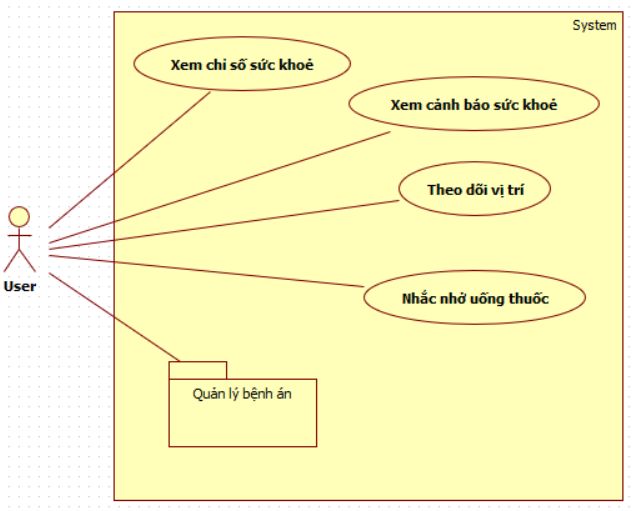 System
Xem chỉ số sức khoẻ
Xem cảnh báo sức khoẻ
Theo dõi vị trí
User
Nhắc nhở uống thuốc
Quản lý bệnh án